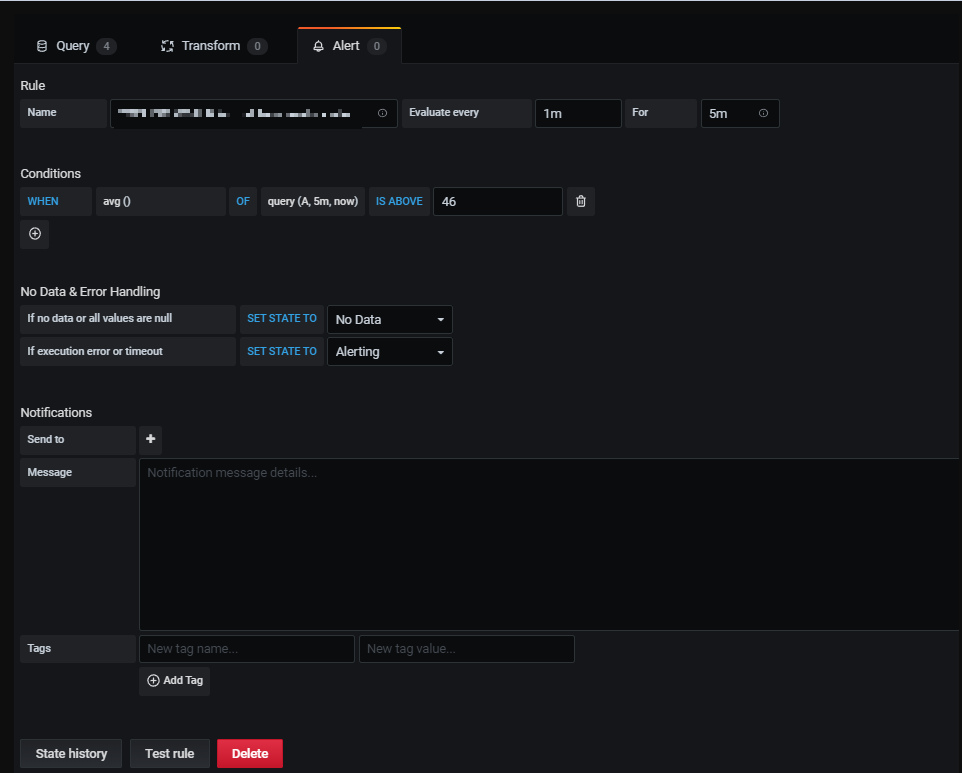 Query 4 Transform 0 Alert 0
Rule
Name Evaluate every 1m For 5m
Conditions
WHEN avg () OF query (A, 5m, now) IS ABOVE 46
No Data & Error Handling
If no data or all values are null SET STATE TO No Data
If execution error or timeout SET STATE TO Alerting
Notifications
Send to
Message Notification message details...
Tags New tag name... New tag value...
Add Tag
State history Test rule Delete